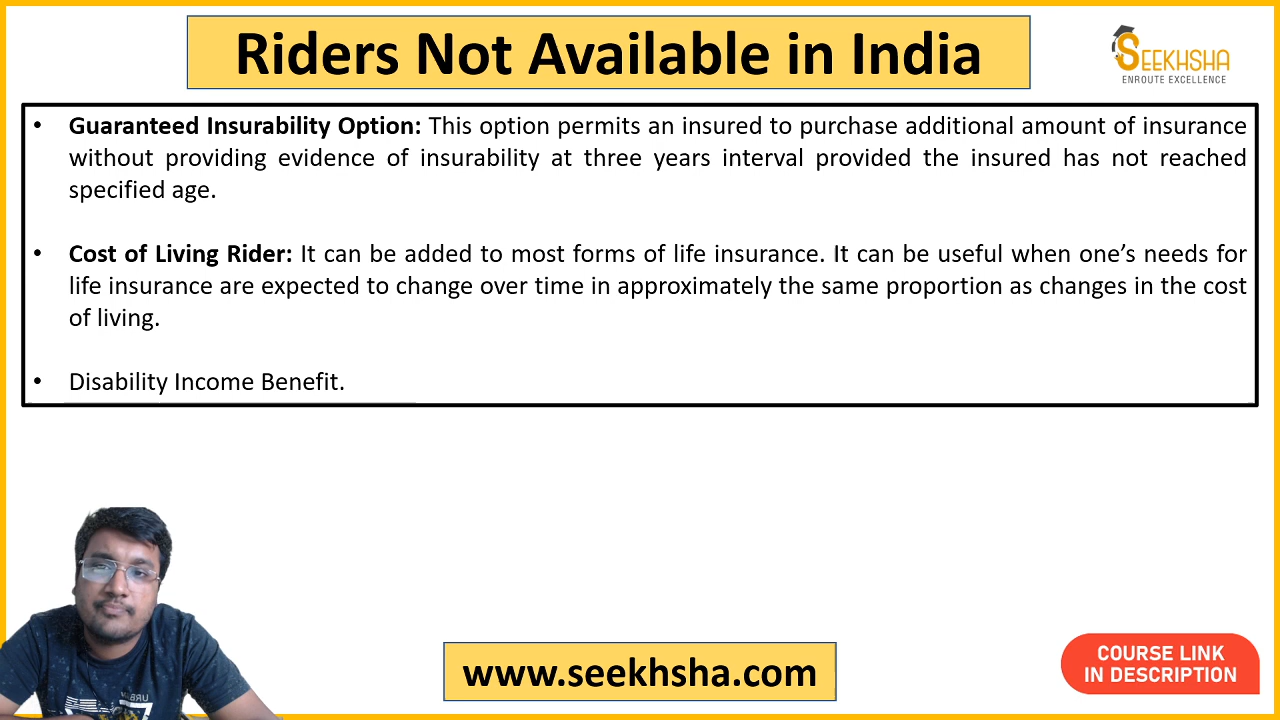 Riders Not Available in India
SEEKHSHA
ENROUTE EXCELLENCE
• Guaranteed Insurability Option: This option permits an insured to purchase additional amount of insurance
without providing evidence of insurability at three years interval provided the insured has not reached
specified age.
• Cost of Living Rider: It can be added to most forms of life insurance. It can be useful when one’s needs for
life insurance are expected to change over time in approximately the same proportion as changes in the cost
of living.
• Disability Income Benefit.
www.seekhsha.com
COURSE LINK
IN DESCRIPTION